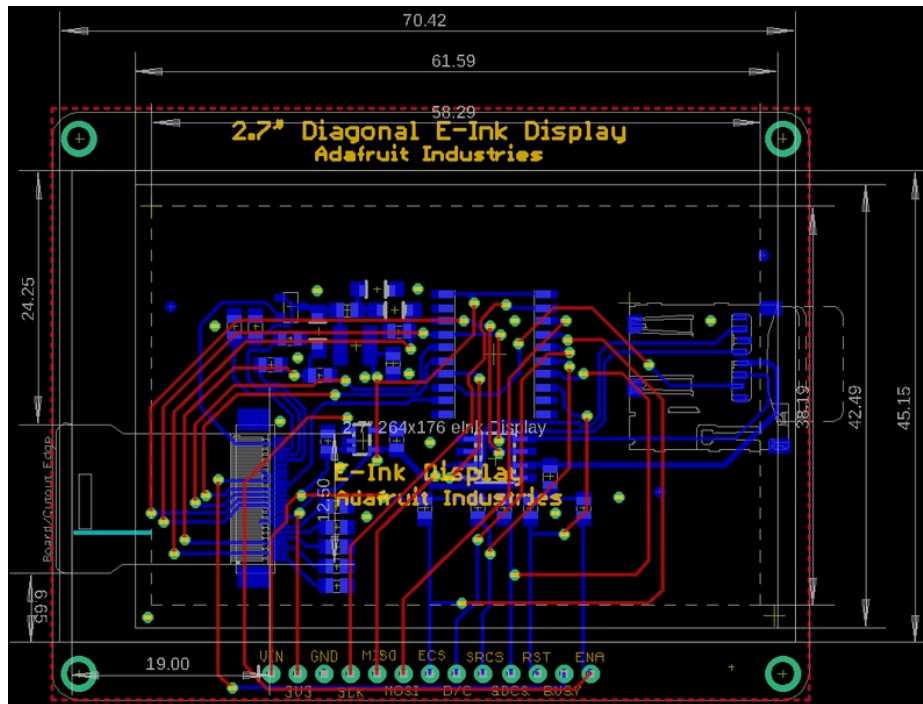 70.42
61.59
58.29
2.7" Diagonal E-Ink Display
Adafruit Industries
24.25
38.19
42.49
45.15
2.7" 264x176 eInk Display
E-Ink Display
Adafruit Industries
12.50
Board/Cutout Edge
6.65
19.00
VIN GND MISO ECS SRCS RST ENA
3V3 SCK MOSI D/C SDCS BUSY